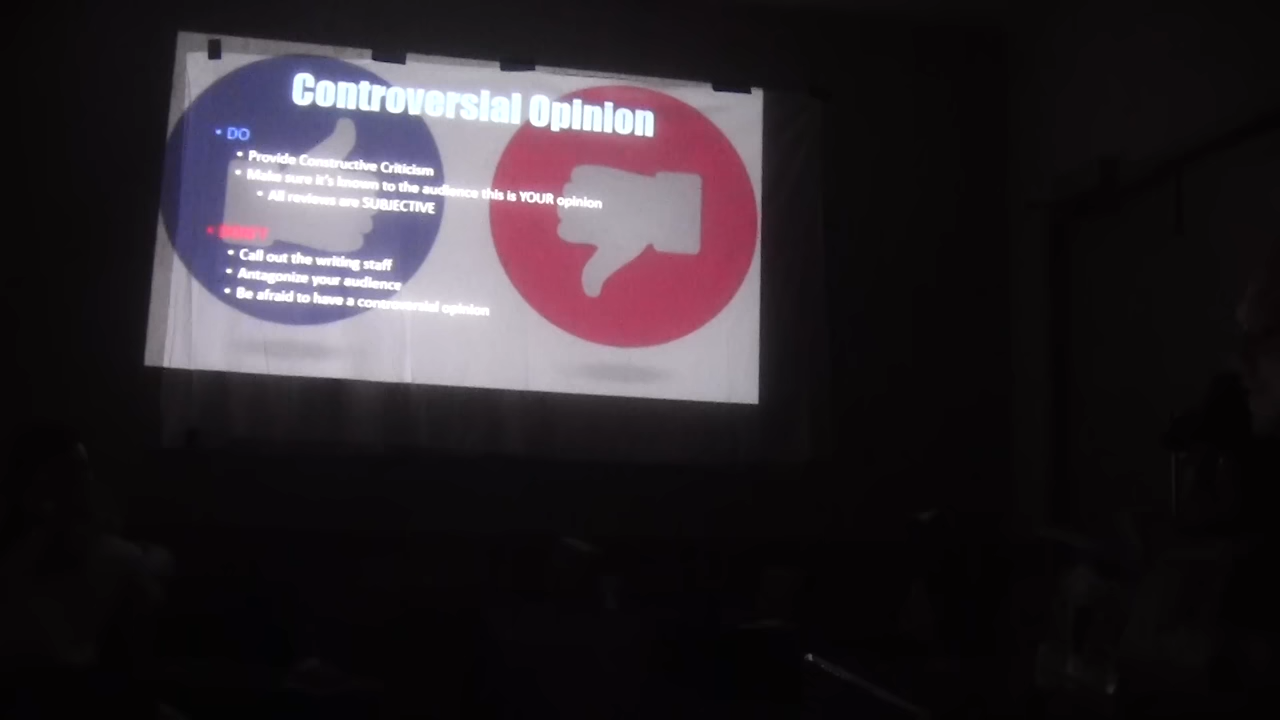 Controversial Opinion
• DO
• Provide Constructive Criticism
• Make sure it's known to the audience this is YOUR opinion
• All reviews are SUBJECTIVE
• Call out the writing staff
• Antagonize your audience
• Be afraid to have a controversial opinion